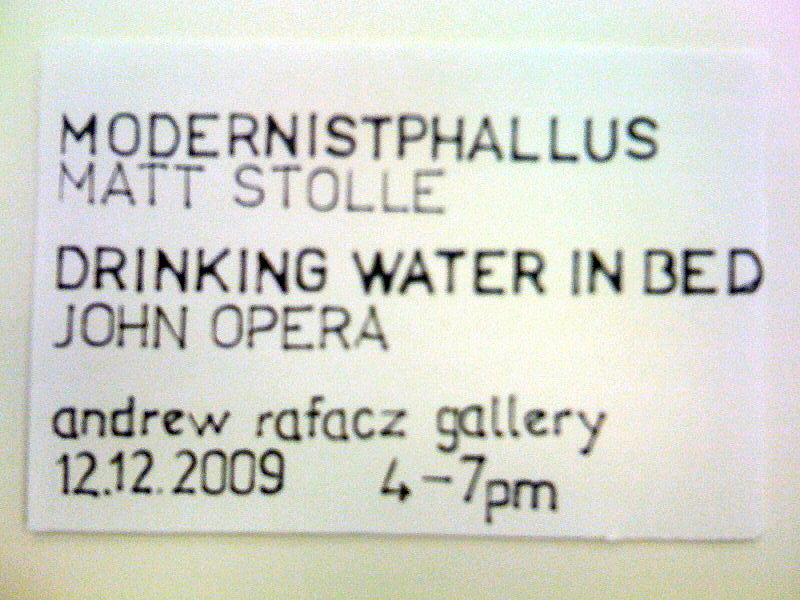 MODERNISTPHALLUS
MATT STOLLE
DRINKING WATER IN BED
JOHN OPERA
andrew rafacz gallery
12.12.2009 4-7pm